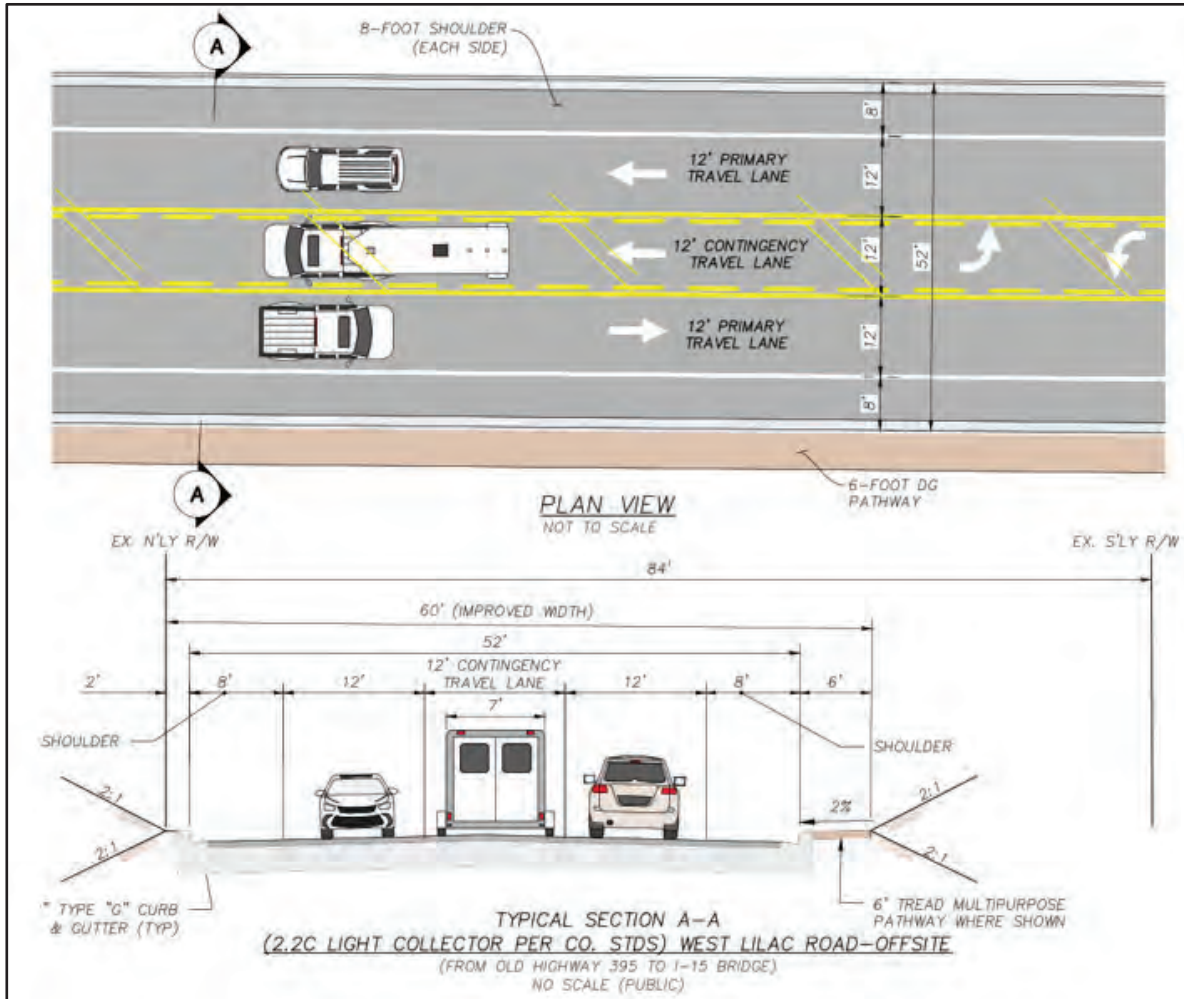 8-FOOT SHOULDER
(EACH SIDE)
A
8'
12' PRIMARY
TRAVEL LANE
12'
12' CONTINGENCY
TRAVEL LANE
12'
52'
12' PRIMARY
TRAVEL LANE
12'
8'
A
6-FOOT DG
PATHWAY
PLAN VIEW
NOT TO SCALE
EX. N'LY R/W
EX. S'LY R/W
84'
60' (IMPROVED WIDTH)
52'
12' CONTINGENCY
TRAVEL LANE
2'
8'
12'
12'
8'
6'
7'
SHOULDER
SHOULDER
2:1
2%
2:1
2:1
2:1
" TYPE "G" CURB
& GUTTER (TYP)
6' TREAD MULTIPURPOSE
PATHWAY WHERE SHOWN
TYPICAL SECTION A-A
(2.2C LIGHT COLLECTOR PER CO. STDS) WEST LILAC ROAD-OFFSITE
(FROM OLD HIGHWAY 395 TO I-15 BRIDGE)
NO SCALE (PUBLIC)